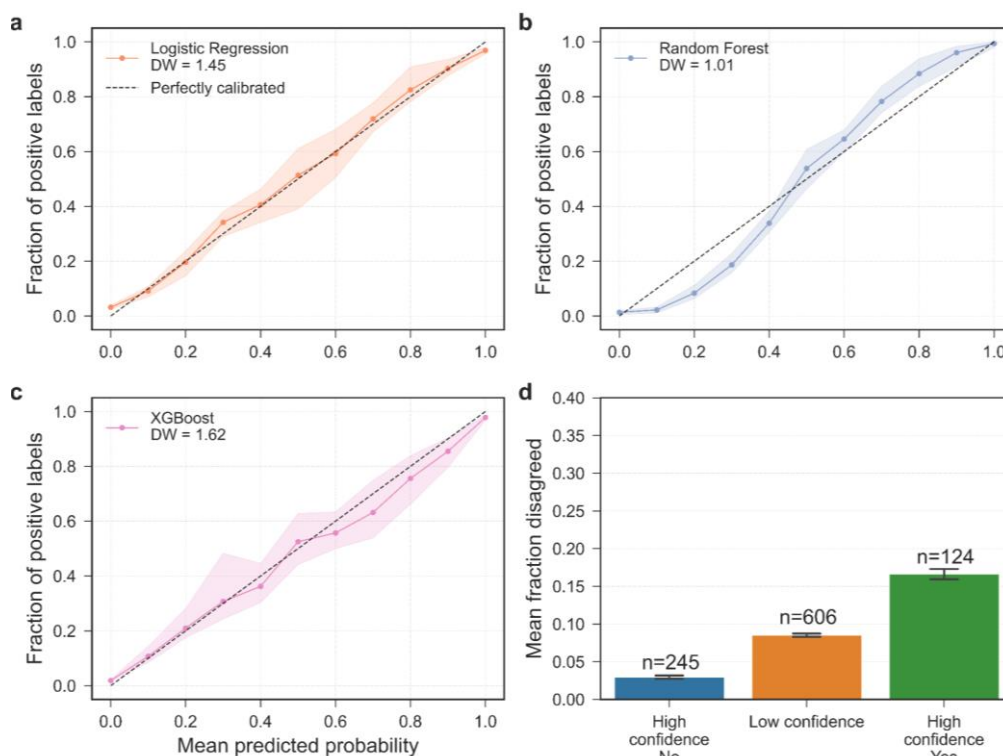 a
1.0
0.8
0.6
0.4
0.2
0.0
Fraction of positive labels
Logistic Regression
DW = 1.45
Perfectly calibrated
0.0 0.2 0.4 0.6 0.8 1.0
b
1.0
0.8
0.6
0.4
0.2
0.0
Fraction of positive labels
Random Forest
DW = 1.01
0.0 0.2 0.4 0.6 0.8 1.0
c
1.0
0.8
0.6
0.4
0.2
0.0
Fraction of positive labels
XGBoost
DW = 1.62
0.0 0.2 0.4 0.6 0.8 1.0
Mean predicted probability
d
0.40
0.35
0.30
0.25
0.20
0.15
0.10
0.05
0.00
Mean fraction disagreed
n=245
n=606
n=124
High
confidence
No
Low confidence
High
confidence
Yes